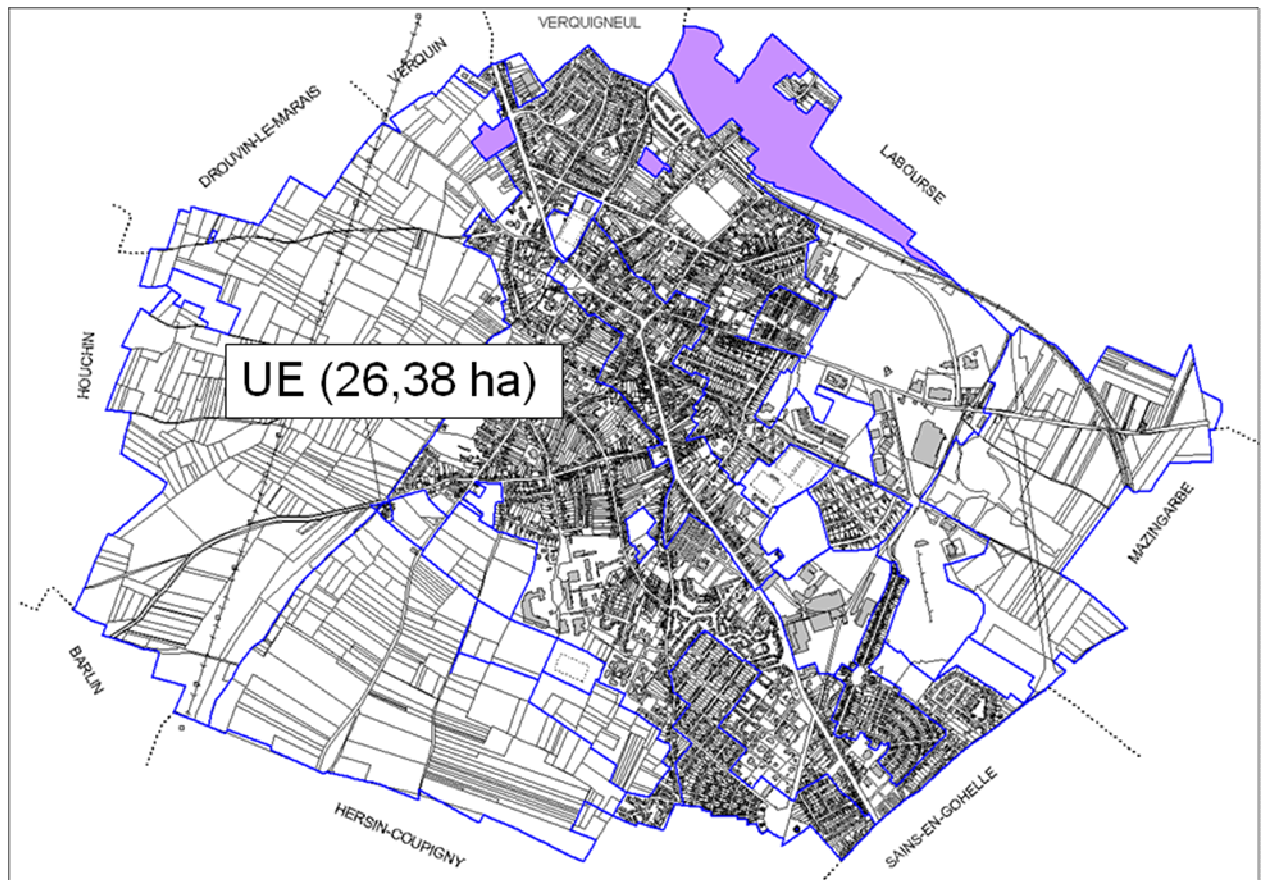 VERQUIGNEUL
VERQUIN
DROUVIN-LE-MARAIS
LABOURSE
HOUCHIN
UE (26,38 ha)
MAZINGARBE
BARLIN
HERSIN-COUPIGNY
SAINS-EN-GOHELLE